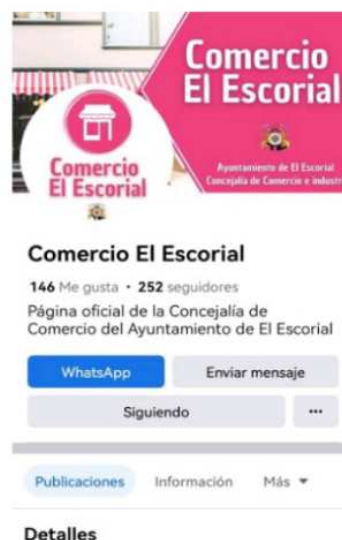 Comercio
El Escorial
Ayuntamiento de El Escorial
Concejalía de Comercio e industr
Comercio
El Escorial
Comercio El Escorial
146 Me gusta • 252 seguidores
Página oficial de la Concejalía de
Comercio del Ayuntamiento de El Escorial
WhatsApp
Enviar mensaje
Siguiendo
...
Publicaciones
Información
Más
Detalles